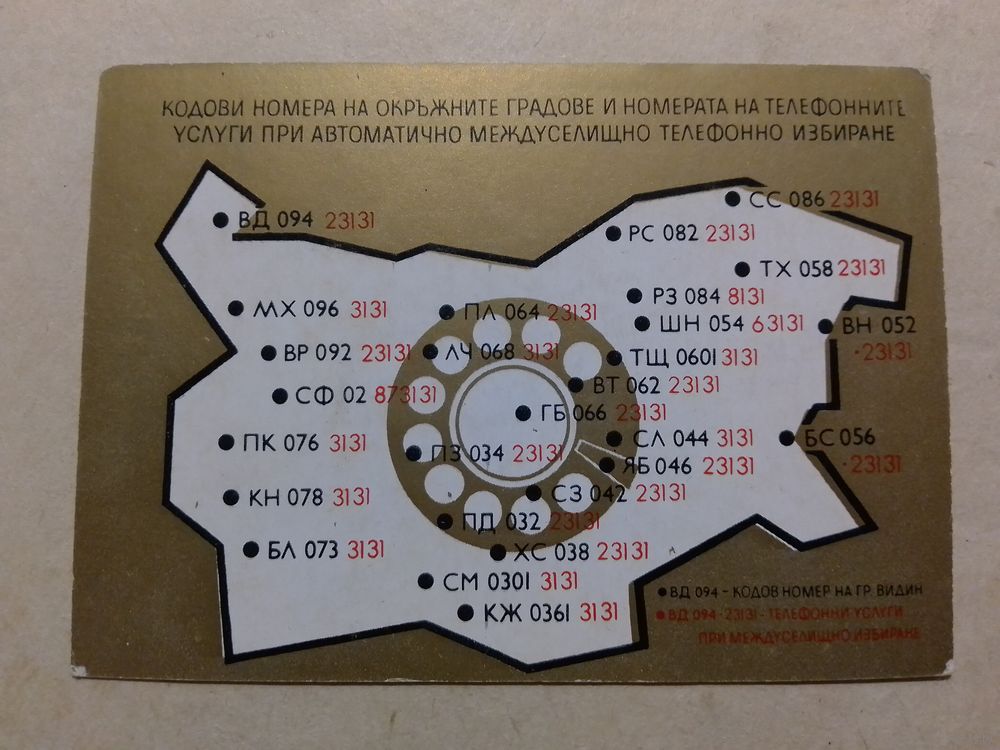 КОДОВИ НОМЕРА НА ОКРЪЖНИТЕ ГРАДОВЕ И НОМЕРАТА НА ТЕЛЕФОННИТЕ
УСЛУГИ ПРИ АВТОМАТИЧНО МЕЖДУСЕЛИЩНО ТЕЛЕФОННО ИЗБИРАНЕ
СС 086 23131
ВД 094 23131
РС 082 23131
ТХ 058 23131
РЗ 084 8131
МХ 096 3131
ПЛ 064 23131
ШН 054 63131
ВН 052
23131
ВР 092 23131
ЛЧ 068 3131
ТЩ 0601 3131
ВТ 062 23131
СФ 02 873131
ГБ 066 23131
ПК 076 3131
СЛ 044 3131
БС 056
23131
ПЗ 034 23131
ЯБ 046 23131
КН 078 3131
СЗ 042 23131
ПД 032 23131
БЛ 073 3131
ХС 038 23131
СМ 0301 3131
КЖ 0361 3131
ВД 094 - КОДОВ НОМЕР НА ГР. ВИДИН
ВД 094 - 23131 - ТЕЛЕФОННИ УСЛУГИ
ПРИ МЕЖДУСЕЛИЩНО ИЗБИРАНЕ